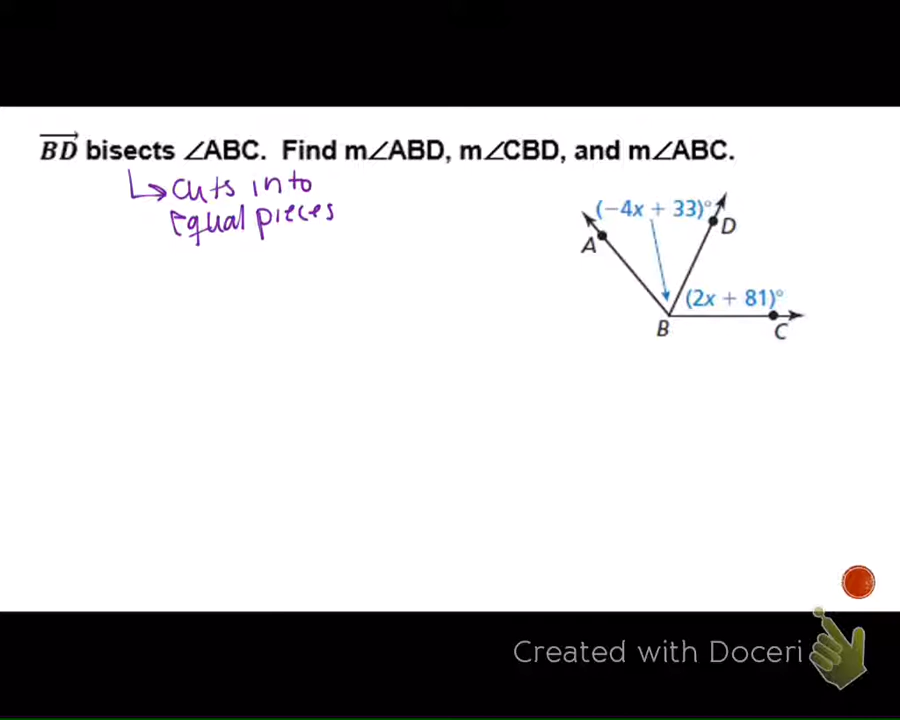 BD bisects ∠ABC. Find m∠ABD, m∠CBD, and m∠ABC.
↳ cuts into
Equal pieces
(−4x + 33)°
D
A
(2x + 81)°
B
C
Created with Doceri